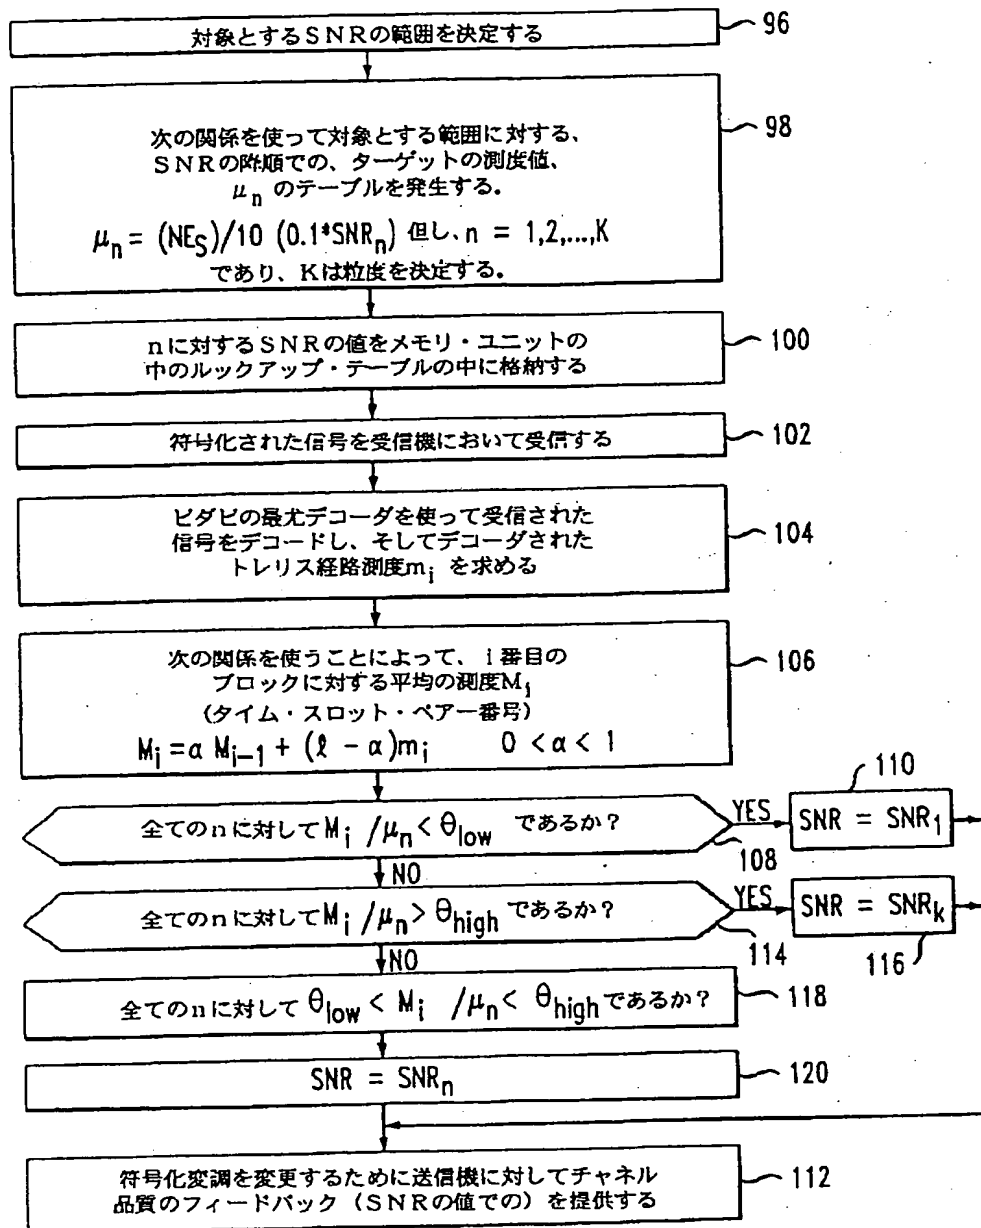 対象とするSNRの範囲を決定する
96
次の関係を使って対象とする範囲に対する、
SNRの降順での、ターゲットの測度値、
μn のテーブルを発生する。
μn = (NES)/10 (0.1*SNRn) 但し、n = 1,2,...,K
であり、Kは粒度を決定する。
98
nに対するSNRの値をメモリ・ユニットの
中のルックアップ・テーブルの中に格納する
100
符号化された信号を受信機において受信する
102
ビタビの最尤デコーダを使って受信された
信号をデコードし、そしてデコーダされた
トレリス経路測度mi を求める
104
次の関係を使うことによって、i番目の
ブロックに対する平均の測度Mi
(タイム・スロット・ペアー番号)
Mi = α Mi-1 + (ℓ - α)mi 0 < α < 1
106
全てのnに対してMi /μn < θlow であるか?
YES
108
SNR = SNR1
110
NO
全てのnに対してMi /μn > θhigh であるか?
YES
114
SNR = SNRk
116
NO
全てのnに対して θlow < Mi /μn < θhigh であるか?
118
SNR = SNRn
120
符号化変調を変更するために送信機に対してチャネル
品質のフィードバック(SNRの値での)を提供する
112